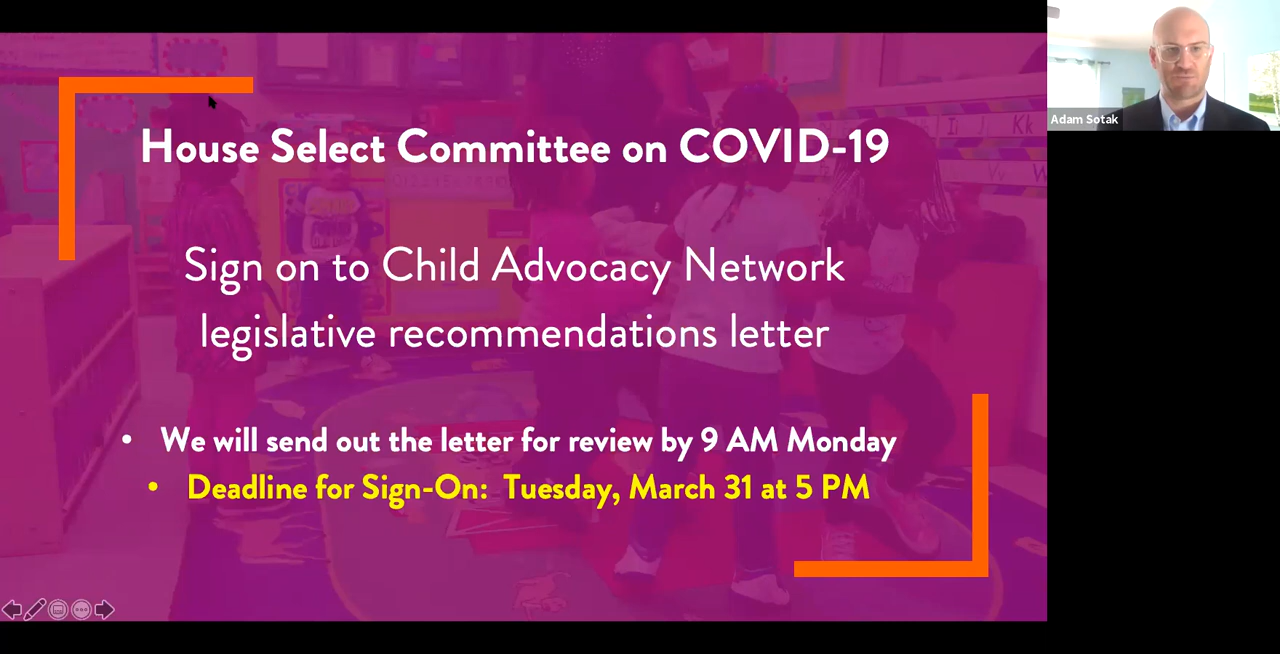 House Select Committee on COVID-19
Sign on to Child Advocacy Network
legislative recommendations letter
• We will send out the letter for review by 9 AM Monday
• Deadline for Sign-On: Tuesday, March 31 at 5 PM
Adam Sotak
Kk